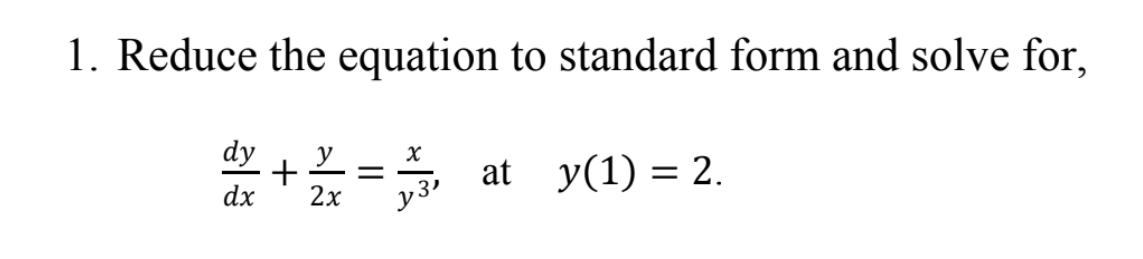 1. Reduce the equation to standard form and solve for,
dy/dx + y/2x = x/y³, at y(1) = 2.